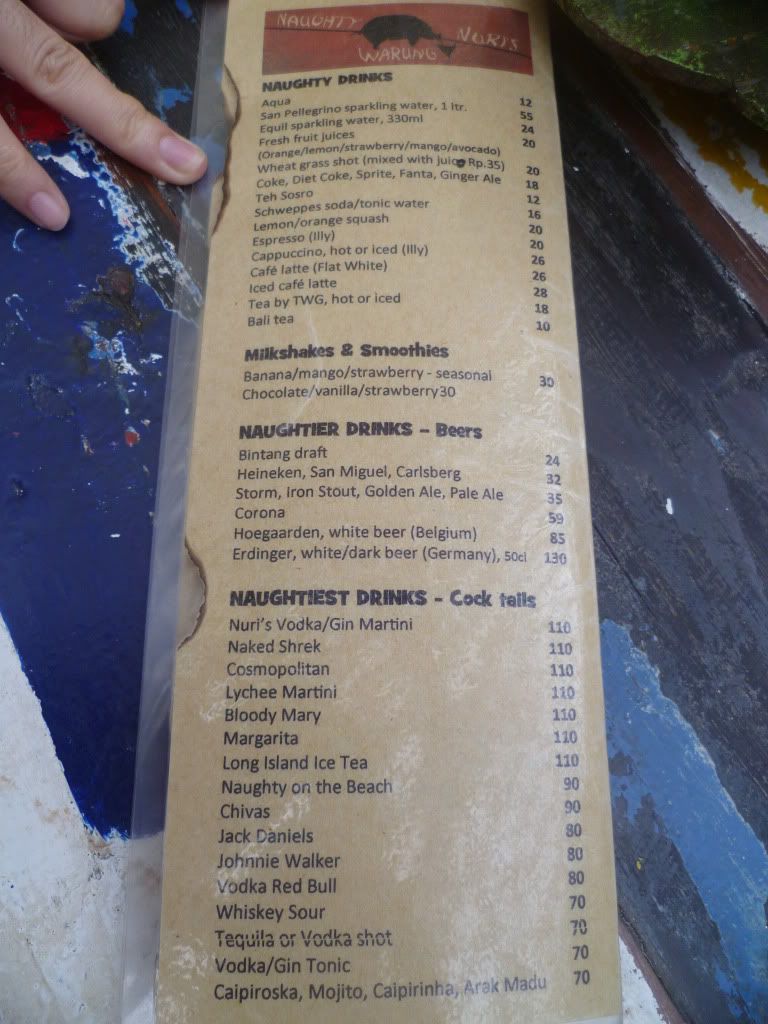 NAUGHTY NURI'S
WARUNG
NAUGHTY DRINKS
Aqua 12
San Pellegrino sparkling water, 1 ltr. 55
Equil sparkling water, 330ml 24
Fresh fruit juices 20
(Orange/lemon/strawberry/mango/avocado)
Wheat grass shot (mixed with juice Rp.35) 20
Coke, Diet Coke, Sprite, Fanta, Ginger Ale 18
Teh Sosro 12
Schweppes soda/tonic water 16
Lemon/orange squash 20
Espresso (Illy) 20
Cappuccino, hot or iced (Illy) 26
Café latte (Flat White) 26
Iced café latte 28
Tea by TWG, hot or iced 18
Bali tea 10
Milkshakes & Smoothies
Banana/mango/strawberry - seasonal 30
Chocolate/vanilla/strawberry30
NAUGHTIER DRINKS – Beers
Bintang draft 24
Heineken, San Miguel, Carlsberg 32
Storm, Iron Stout, Golden Ale, Pale Ale 35
Corona 59
Hoegaarden, white beer (Belgium) 85
Erdinger, white/dark beer (Germany), 50cl 130
NAUGHTIEST DRINKS - Cock tails
Nuri's Vodka/Gin Martini 110
Naked Shrek 110
Cosmopolitan 110
Lychee Martini 110
Bloody Mary 110
Margarita 110
Long Island Ice Tea 110
Naughty on the Beach 90
Chivas 90
Jack Daniels 80
Johnnie Walker 80
Vodka Red Bull 80
Whiskey Sour 70
Tequila or Vodka shot 70
Vodka/Gin Tonic 70
Caipiroska, Mojito, Caipirinha, Arak Madu 70